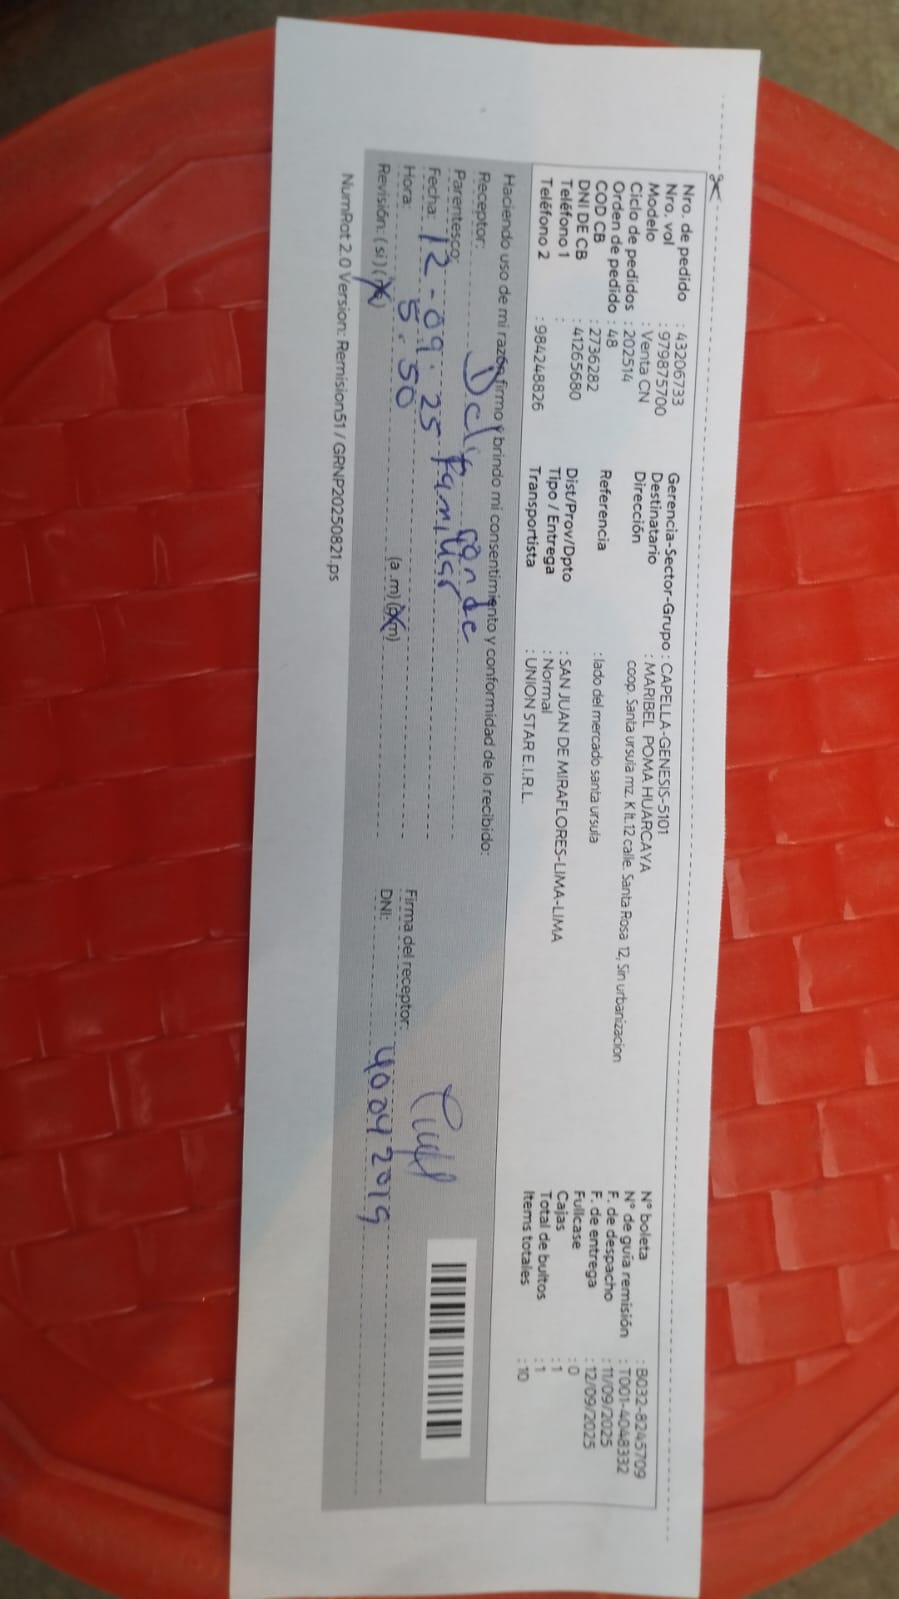 Nro. de pedido : 43206733
Nro. vol : 979875700
Modelo : Venta CN
Ciclo de pedidos : 202514
Orden de pedido : 48
COD CB : 2736282
DNI DE CB : 41265680
Teléfono 1 :
Teléfono 2 : 984248826
Gerencia-Sector-Grupo : CAPELLA-GENESIS-5101
Destinatario : MARIBEL POMA HUARCAYA
Dirección coop. Santa ursula mz. K lt.12 calle. Santa Rosa 12, Sin urbanizacion
Referencia : lado del mercado santa ursula
Dist/Prov/Dpto : SAN JUAN DE MIRAFLORES-LIMA-LIMA
Tipo / Entrega : Normal
Transportista : UNION STAR E.I.R.L.
N° boleta : B032-8245709
N° de guía remisión : T001-4048332
F. de despacho : 11/09/2025
F. de entrega : 12/09/2025
Fullcase : 0
Cajas : 1
Total de bultos : 1
Items totales : 10
Haciendo uso de mi razón firmo y brindo mi consentimiento y conformidad de lo recibido:
Receptor:
Parentesco: Familiar
Fecha: 12-09.25
Hora: 5.50 (a .m) (p.m)
Revisión: ( si ) (no)
Firma del receptor:
DNI: 40042019
NumRot 2.0 Version: Remision51 / GRNP20250821.ps